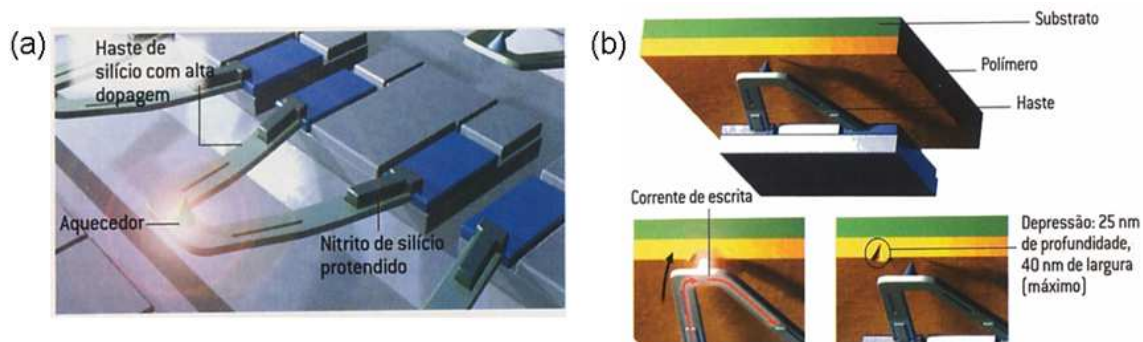 (a)
Haste de
silício com alta
dopagem
Aquecedor
Nitrito de silício
protendido
(b)
Substrato
Polímero
Haste
Corrente de escrita
Depressão: 25 nm
de profundidade,
40 nm de largura
(máximo)